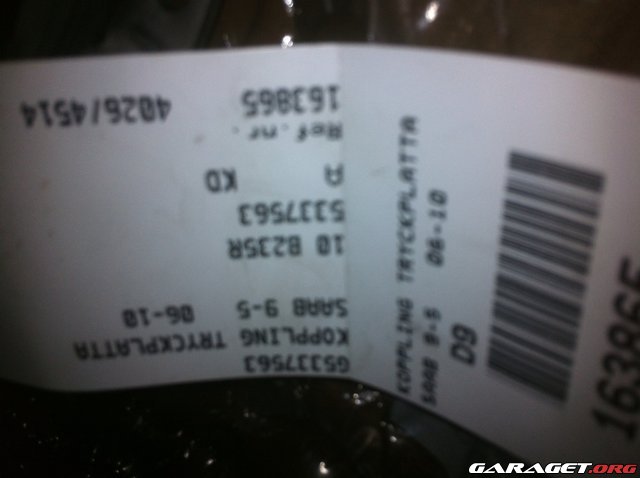 G5337563
KOPPLING TRYCKPLATTA
SAAB 9-5 06-10
10 B235R
5337563
A KD
Ref.nr.
163865 4026/4514
KOPPLING TRYCKPLATTA
SAAB 9-5 06-10
D9
163865
GARAGET.ORG